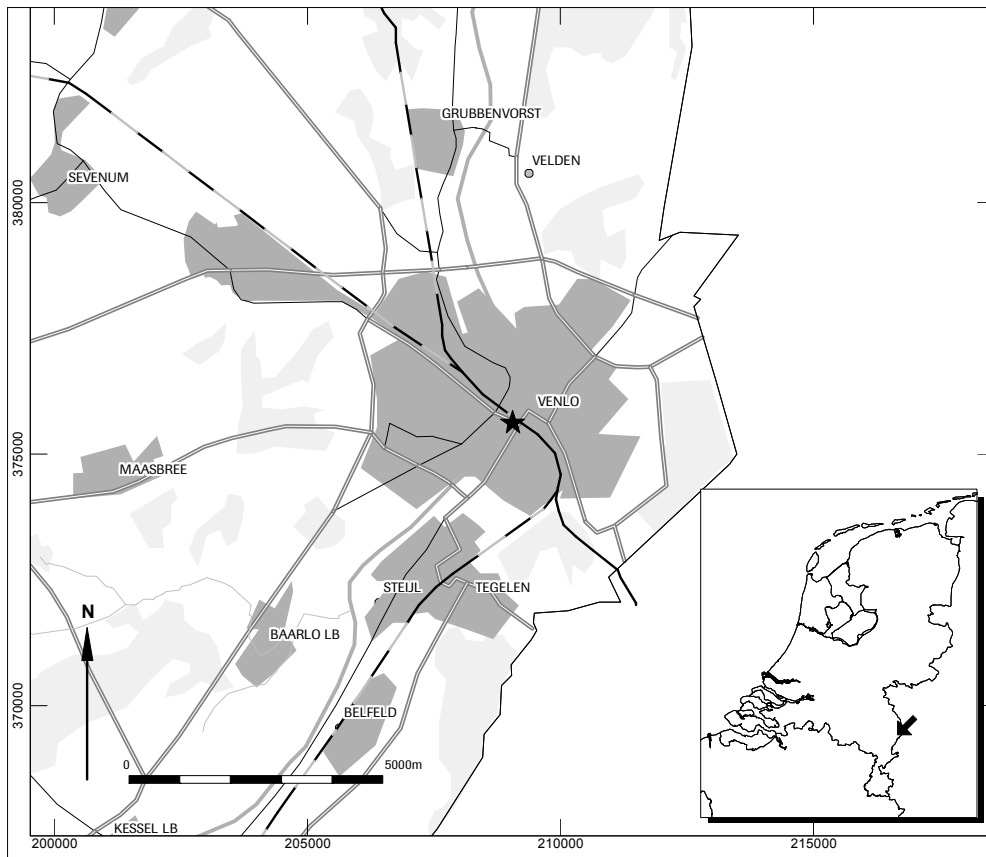 GRUBBENVORST
VELDEN
SEVENUM
380000
VENLO
375000
MAASBREE
STEIJL
TEGELEN
N
BAARLO LB
370000
BELFELD
0
5000m
KESSEL LB
200000
205000
210000
215000